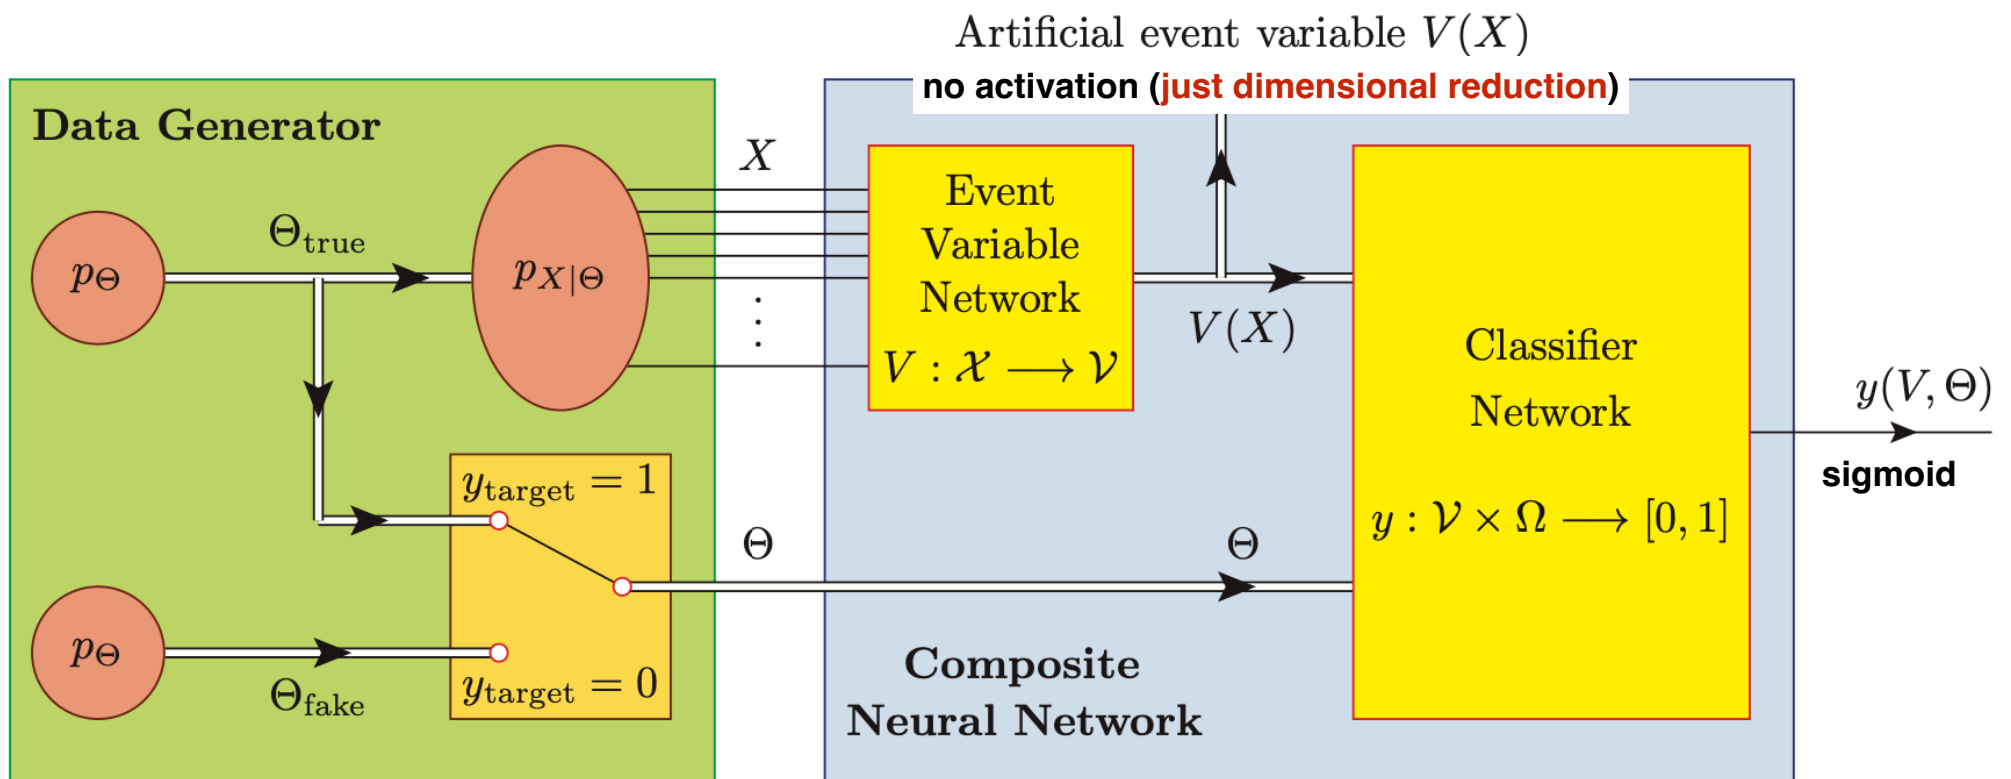 Artificial event variable V(X)
no activation (just dimensional reduction)
Data Generator
X
Θtrue
pΘ
pX|Θ
⋮
Event
Variable
Network
V : 𝒳 ⟶ 𝒱
V(X)
Classifier
Network
y : 𝒱 × Ω ⟶ [0, 1]
y(V, Θ)
sigmoid
ytarget = 1
Θ
Θ
pΘ
Θfake
ytarget = 0
Composite
Neural Network